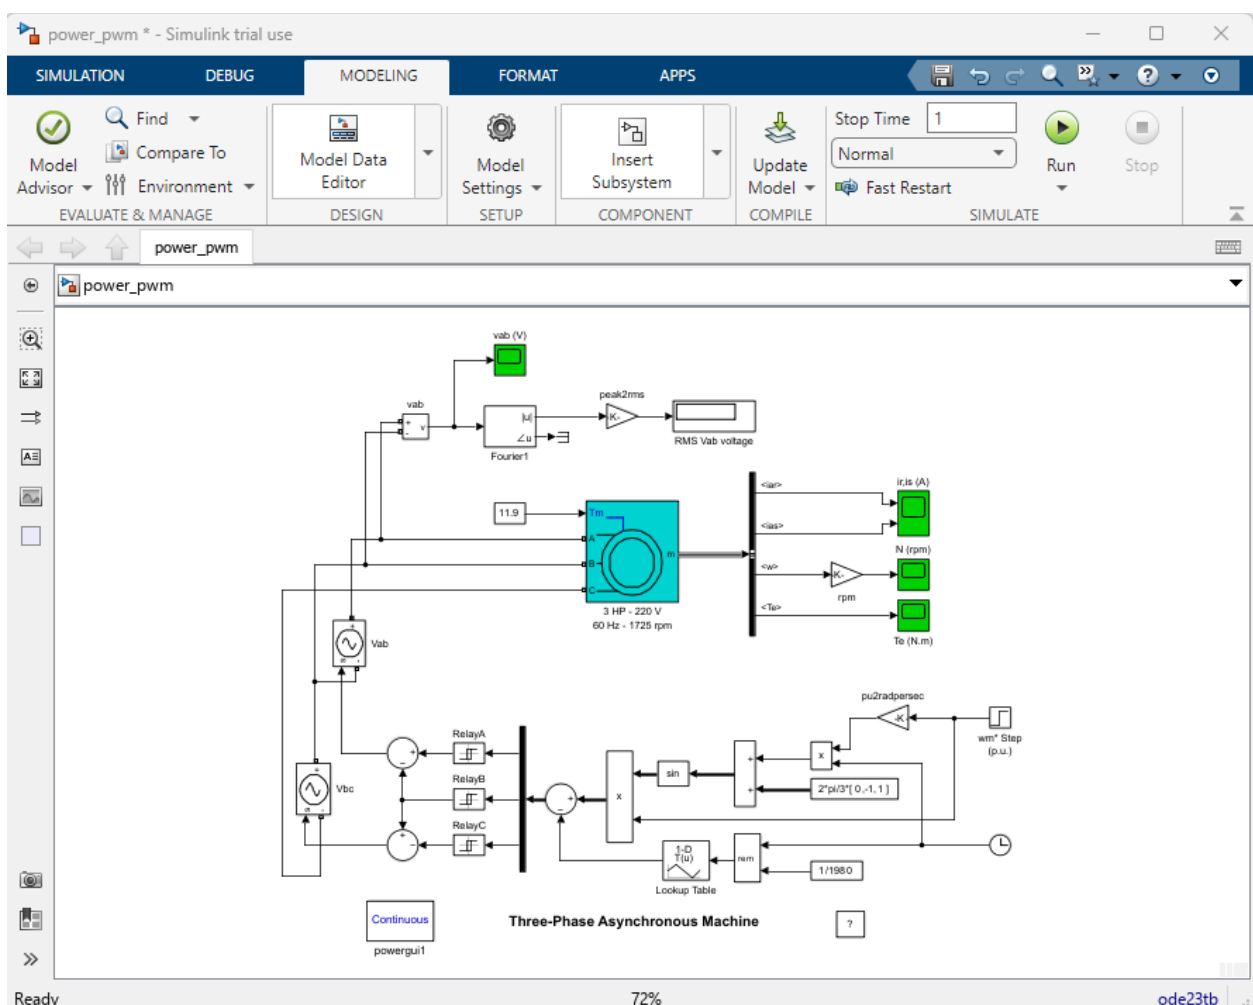 power_pwm * - Simulink trial use
SIMULATION DEBUG MODELING FORMAT APPS
Model Advisor
Find
Compare To
Environment
EVALUATE & MANAGE
Model Data
Editor
DESIGN
Model
Settings
SETUP
Insert
Subsystem
COMPONENT
Update
Model
COMPILE
Stop Time 1
Normal
Fast Restart
Run
Stop
SIMULATE
power_pwm
power_pwm
vab (V)
vab
+
-
v
|u|
∠u
Fourier1
peak2rms
-K-
RMS Vab voltage
11.9
Tm
A
B
C
m
3 HP - 220 V
60 Hz - 1725 rpm
<iar>
<ias>
<w>
<Te>
ir,is (A)
N (rpm)
-K-
rpm
Te (N.m)
Vab
Vbc
RelayA
RelayB
RelayC
pu2radpersec
-K-
wm* Step
(p.u.)
x
sin
+
+
x
2*pi/3*[ 0,-1, 1 ]
1-D
T(u)
Lookup Table
rem
1/1980
Continuous
powergui1
Three-Phase Asynchronous Machine
?
Ready
72%
ode23tb